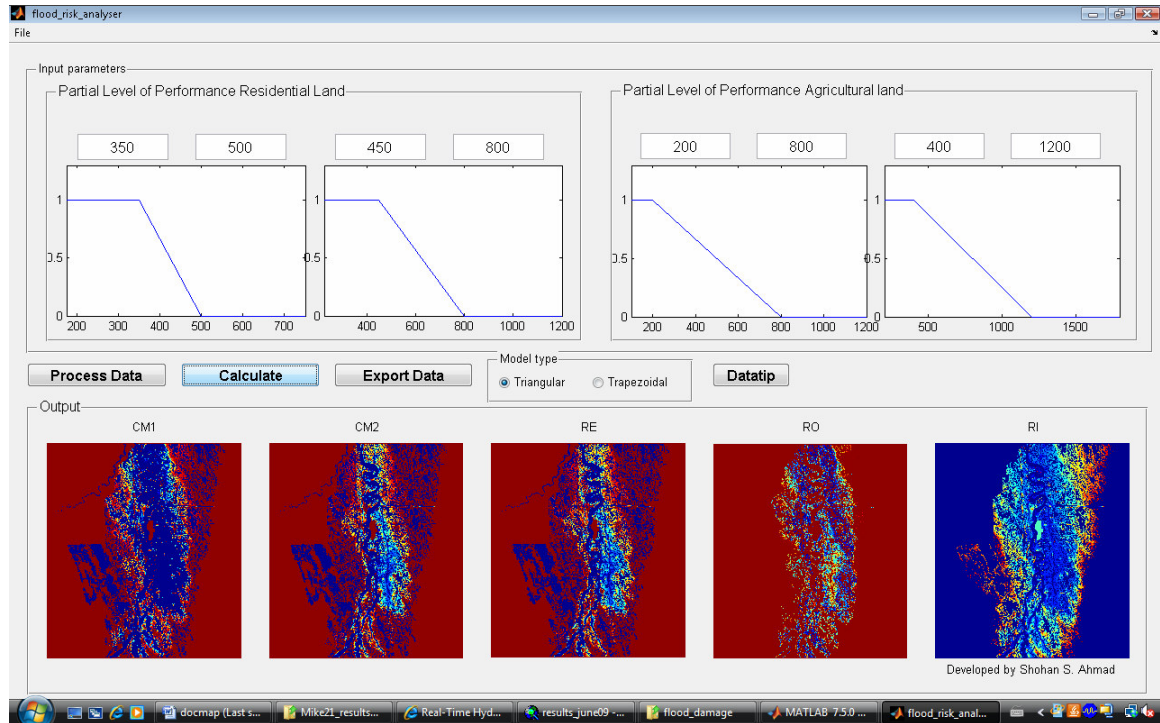 flood_risk_analyser
File
Input parameters
Partial Level of Performance Residential Land
Partial Level of Performance Agricultural land
350 500 450 800 200 800 400 1200
1 1 1 1
0.5 0.5 0.5 0.5
0 0 0 0
200 300 400 500 600 700 400 600 800 1000 1200 200 400 600 800 1000 1200 500 1000 1500
Model type
Process Data Calculate Export Data Triangular Trapezoidal Datatip
Output
CM1 CM2 RE RO RI
Developed by Shohan S. Ahmad
docmap (Last s... Mike21_results... Real-Time Hyd... results_june09 -... flood_damage MATLAB 7.5.0 ... flood_risk_anal...